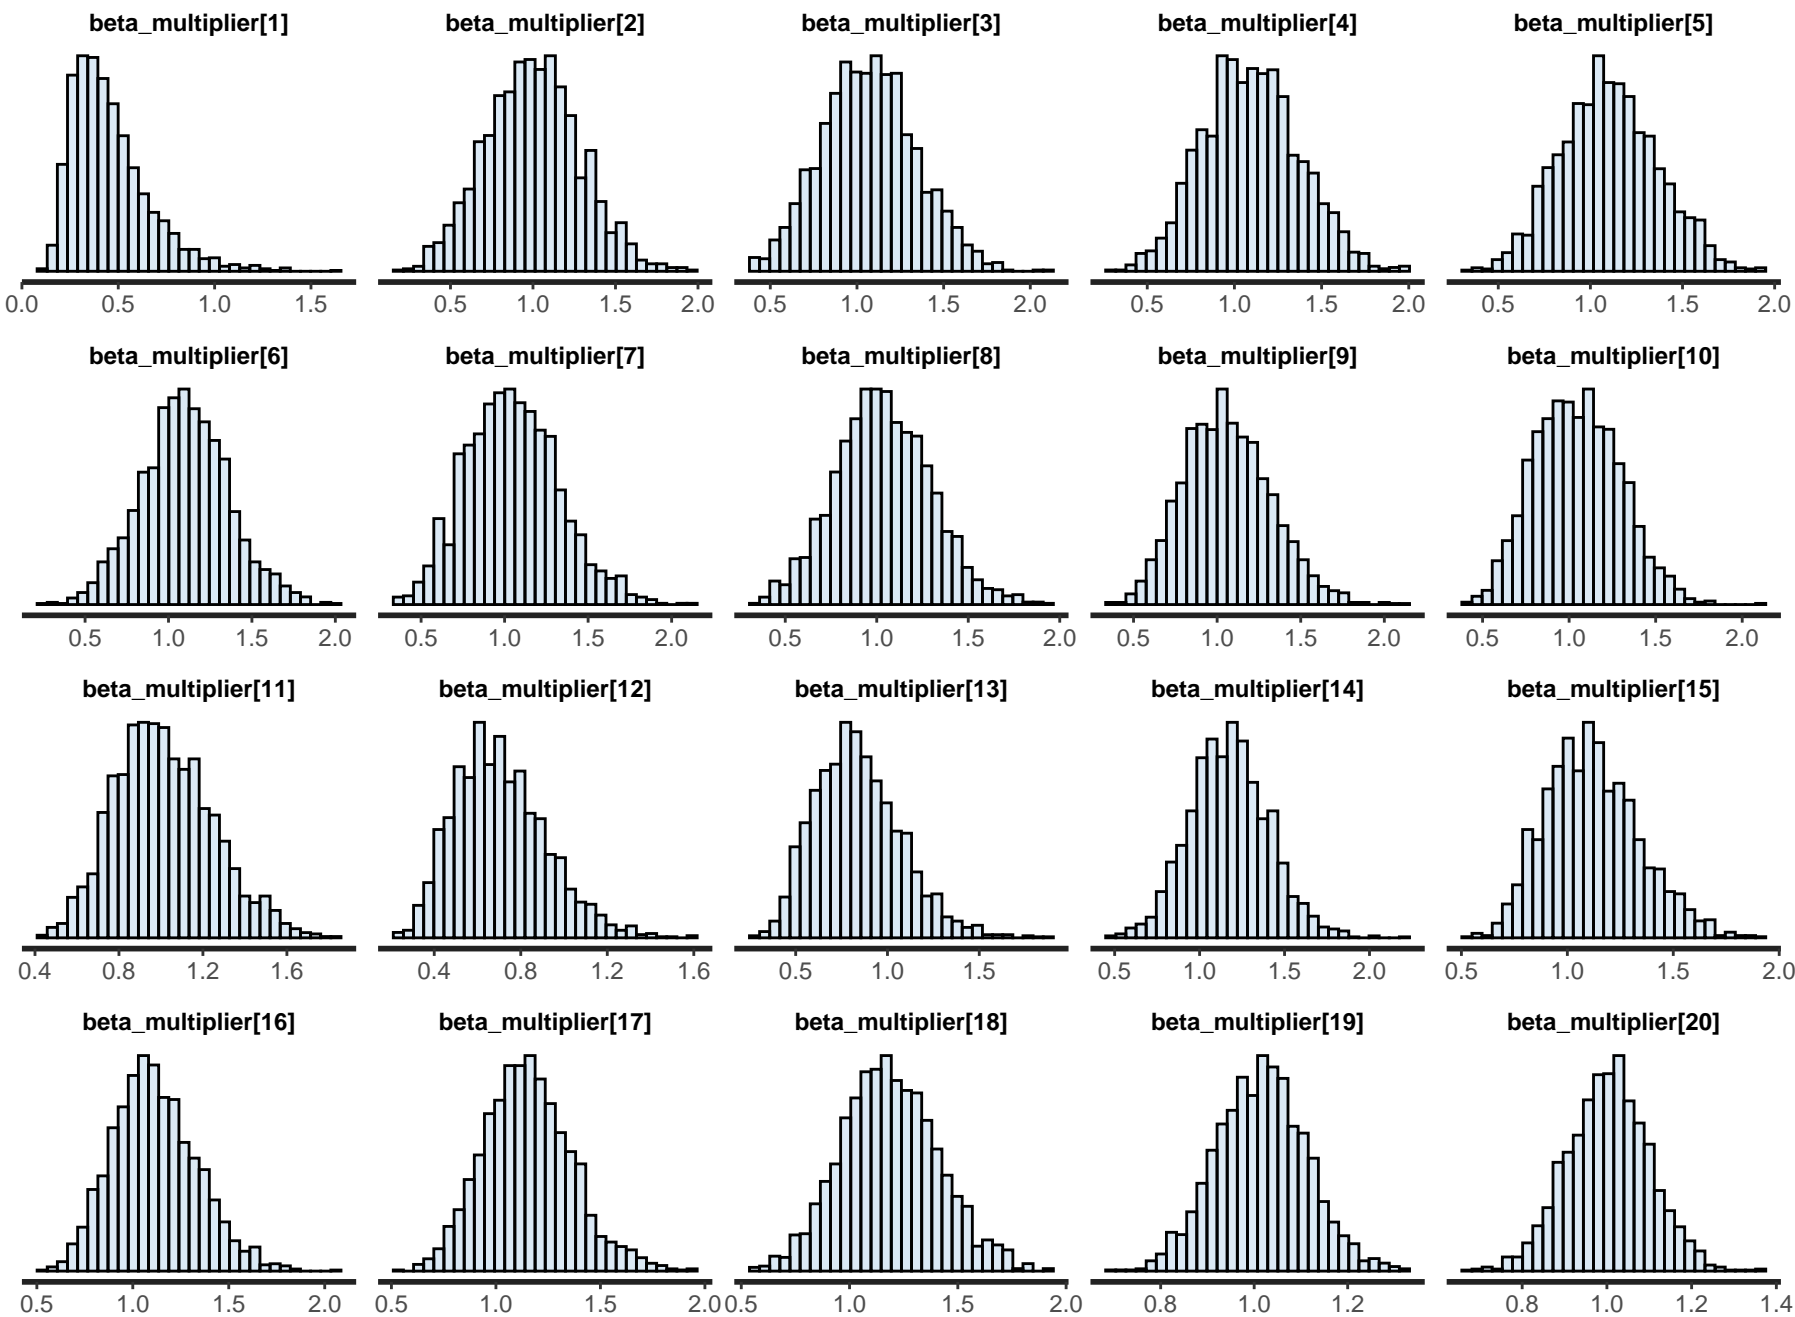 beta_multiplier[1] beta_multiplier[2] beta_multiplier[3] beta_multiplier[4] beta_multiplier[5]
0.0 0.5 1.0 1.5 0.5 1.0 1.5 2.0 0.5 1.0 1.5 2.0 0.5 1.0 1.5 2.0 0.5 1.0 1.5 2.0
beta_multiplier[6] beta_multiplier[7] beta_multiplier[8] beta_multiplier[9] beta_multiplier[10]
0.5 1.0 1.5 2.0 0.5 1.0 1.5 2.0 0.5 1.0 1.5 2.0 0.5 1.0 1.5 2.0 0.5 1.0 1.5 2.0
beta_multiplier[11] beta_multiplier[12] beta_multiplier[13] beta_multiplier[14] beta_multiplier[15]
0.4 0.8 1.2 1.6 0.4 0.8 1.2 1.6 0.5 1.0 1.5 0.5 1.0 1.5 2.0 0.5 1.0 1.5 2.0
beta_multiplier[16] beta_multiplier[17] beta_multiplier[18] beta_multiplier[19] beta_multiplier[20]
0.5 1.0 1.5 2.0 0.5 1.0 1.5 2.0 0.5 1.0 1.5 2.0 0.8 1.0 1.2 0.8 1.0 1.2 1.4